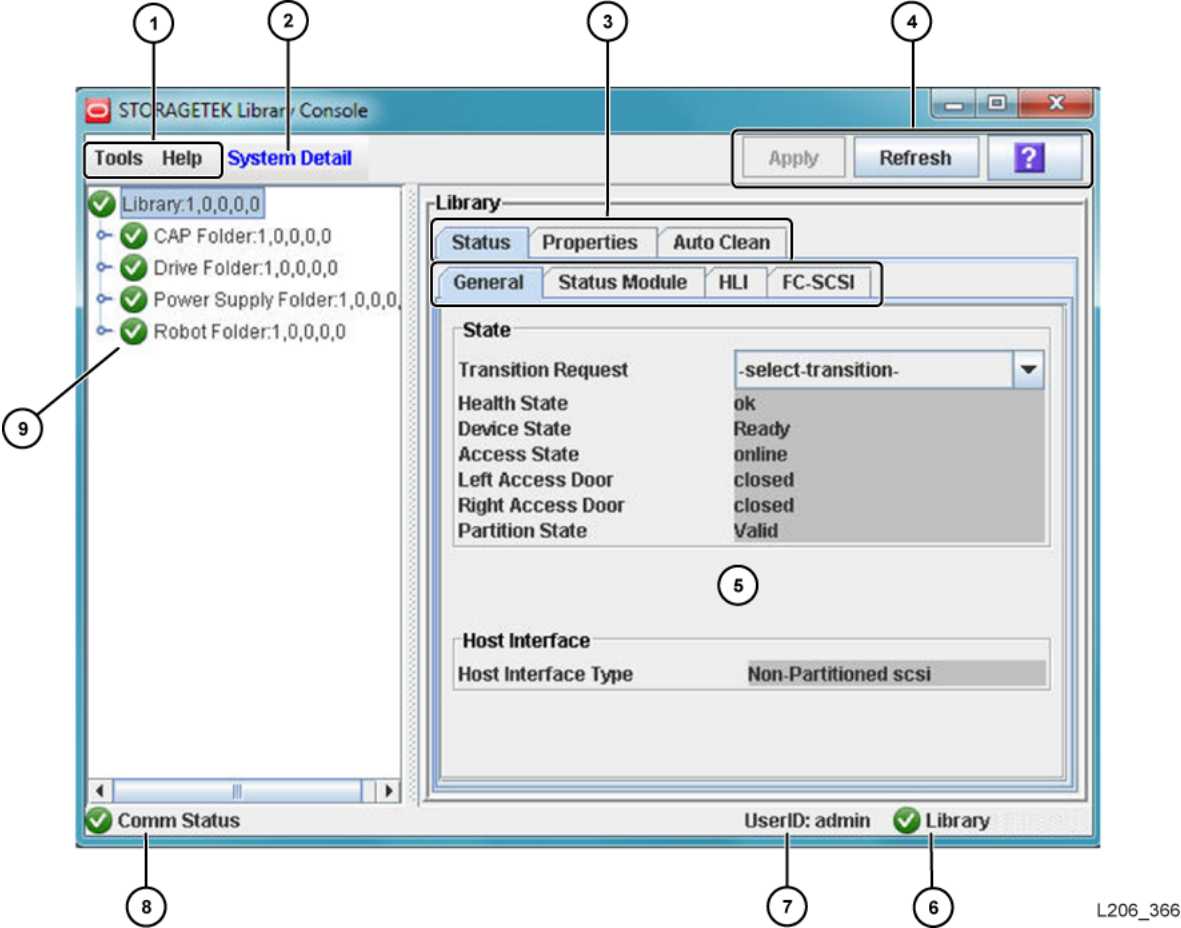 1
2
3
4
STORAGETEK Library Console
Tools Help System Detail
Apply Refresh ?
Library:1,0,0,0,0
CAP Folder:1,0,0,0,0
Drive Folder:1,0,0,0,0
Power Supply Folder:1,0,0,0,
Robot Folder:1,0,0,0,0
9
Library
Status Properties Auto Clean
General Status Module HLI FC-SCSI
State
Transition Request -select-transition-
Health State ok
Device State Ready
Access State online
Left Access Door closed
Right Access Door closed
Partition State Valid
5
Host Interface
Host Interface Type Non-Partitioned scsi
Comm Status UserID: admin Library
8
7
6
L206_366